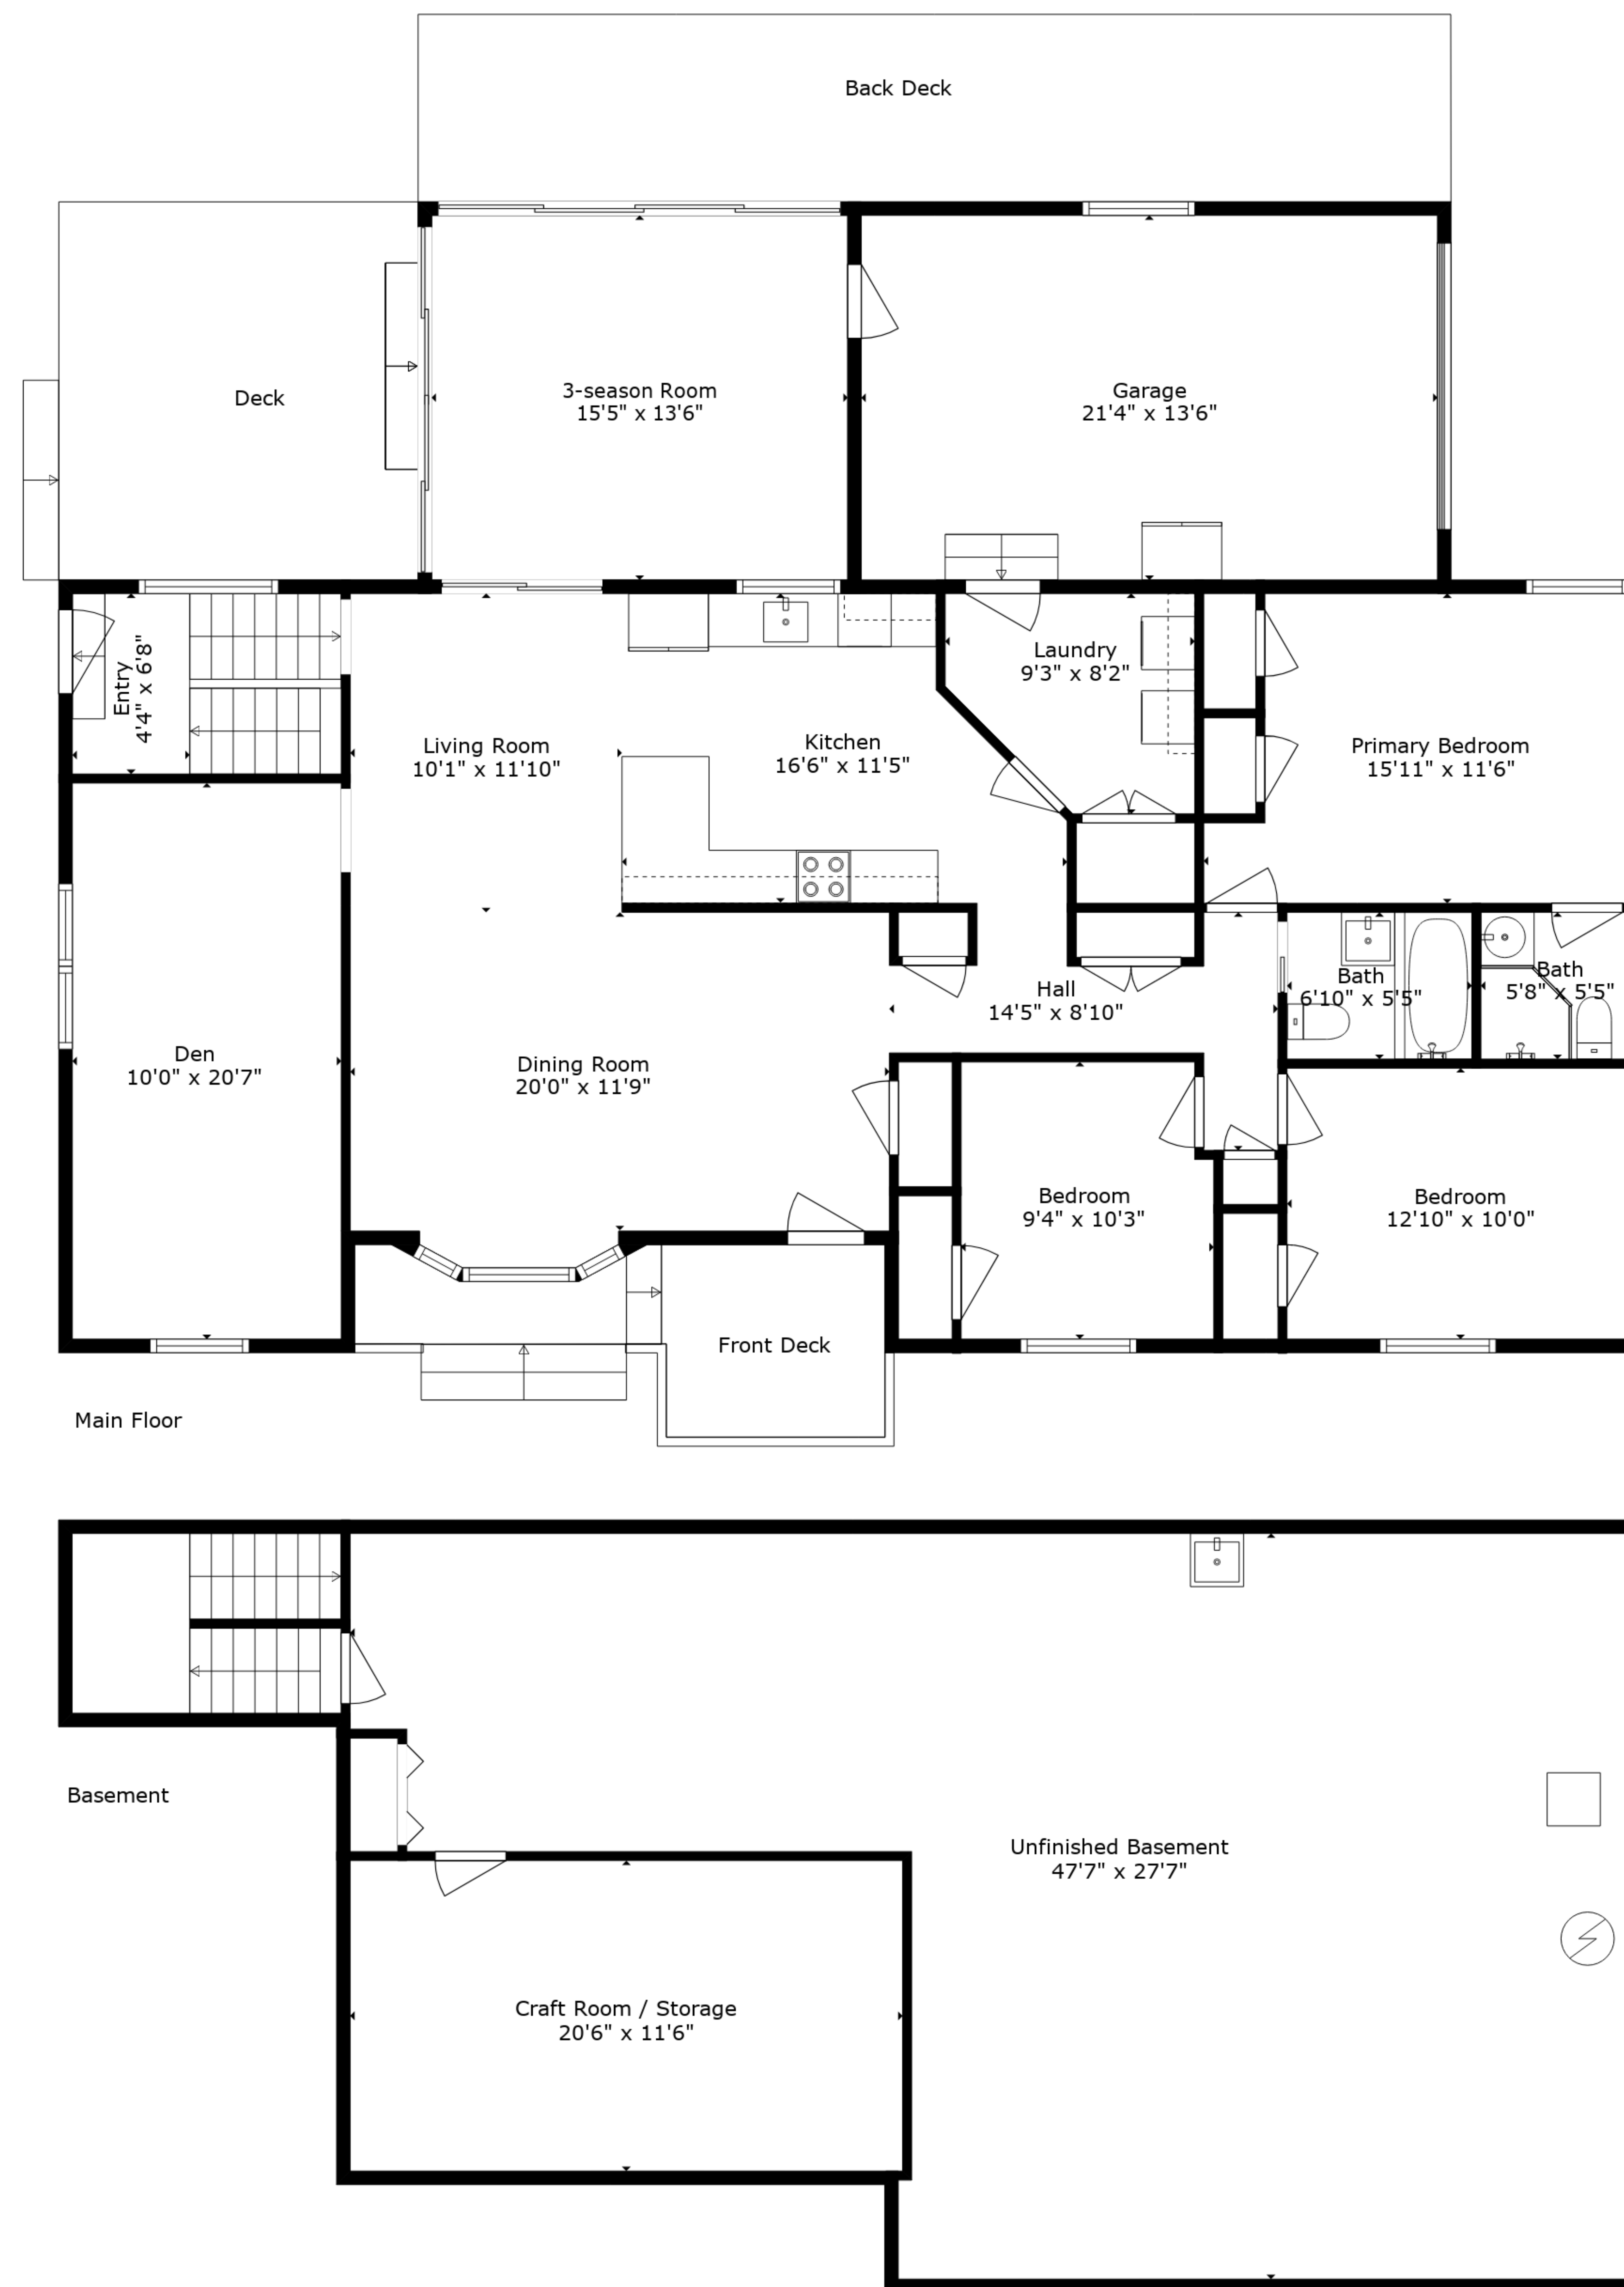 Back Deck
Deck
3-season Room
15'5" x 13'6"
Garage
21'4" x 13'6"
Entry
4'4" x 6'8"
Living Room
10'1" x 11'10"
Kitchen
16'6" x 11'5"
Laundry
9'3" x 8'2"
Primary Bedroom
15'11" x 11'6"
Den
10'0" x 20'7"
Dining Room
20'0" x 11'9"
Hall
14'5" x 8'10"
Bath
6'10" x 5'5"
Bath
5'8" x 5'5"
Bedroom
9'4" x 10'3"
Bedroom
12'10" x 10'0"
Front Deck
Main Floor
Basement
Unfinished Basement
47'7" x 27'7"
Craft Room / Storage
20'6" x 11'6"